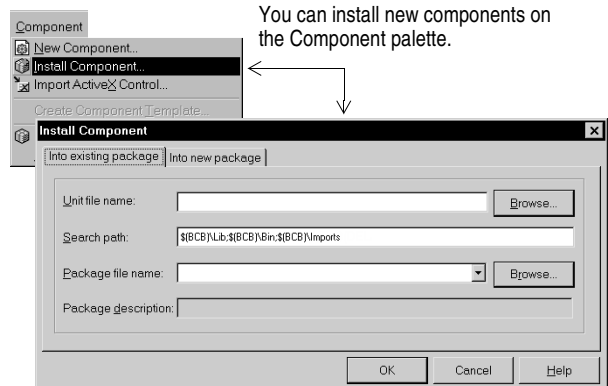 You can install new components on
the Component palette.
Component
New Component...
Install Component...
Import ActiveX Control...
Create Component Template...
Install Component
Into existing package
Into new package
Unit file name:
Browse...
Search path:
$(BCB)\Lib;$(BCB)\Bin;$(BCB)\Imports
Package file name:
Browse...
Package description:
OK
Cancel
Help